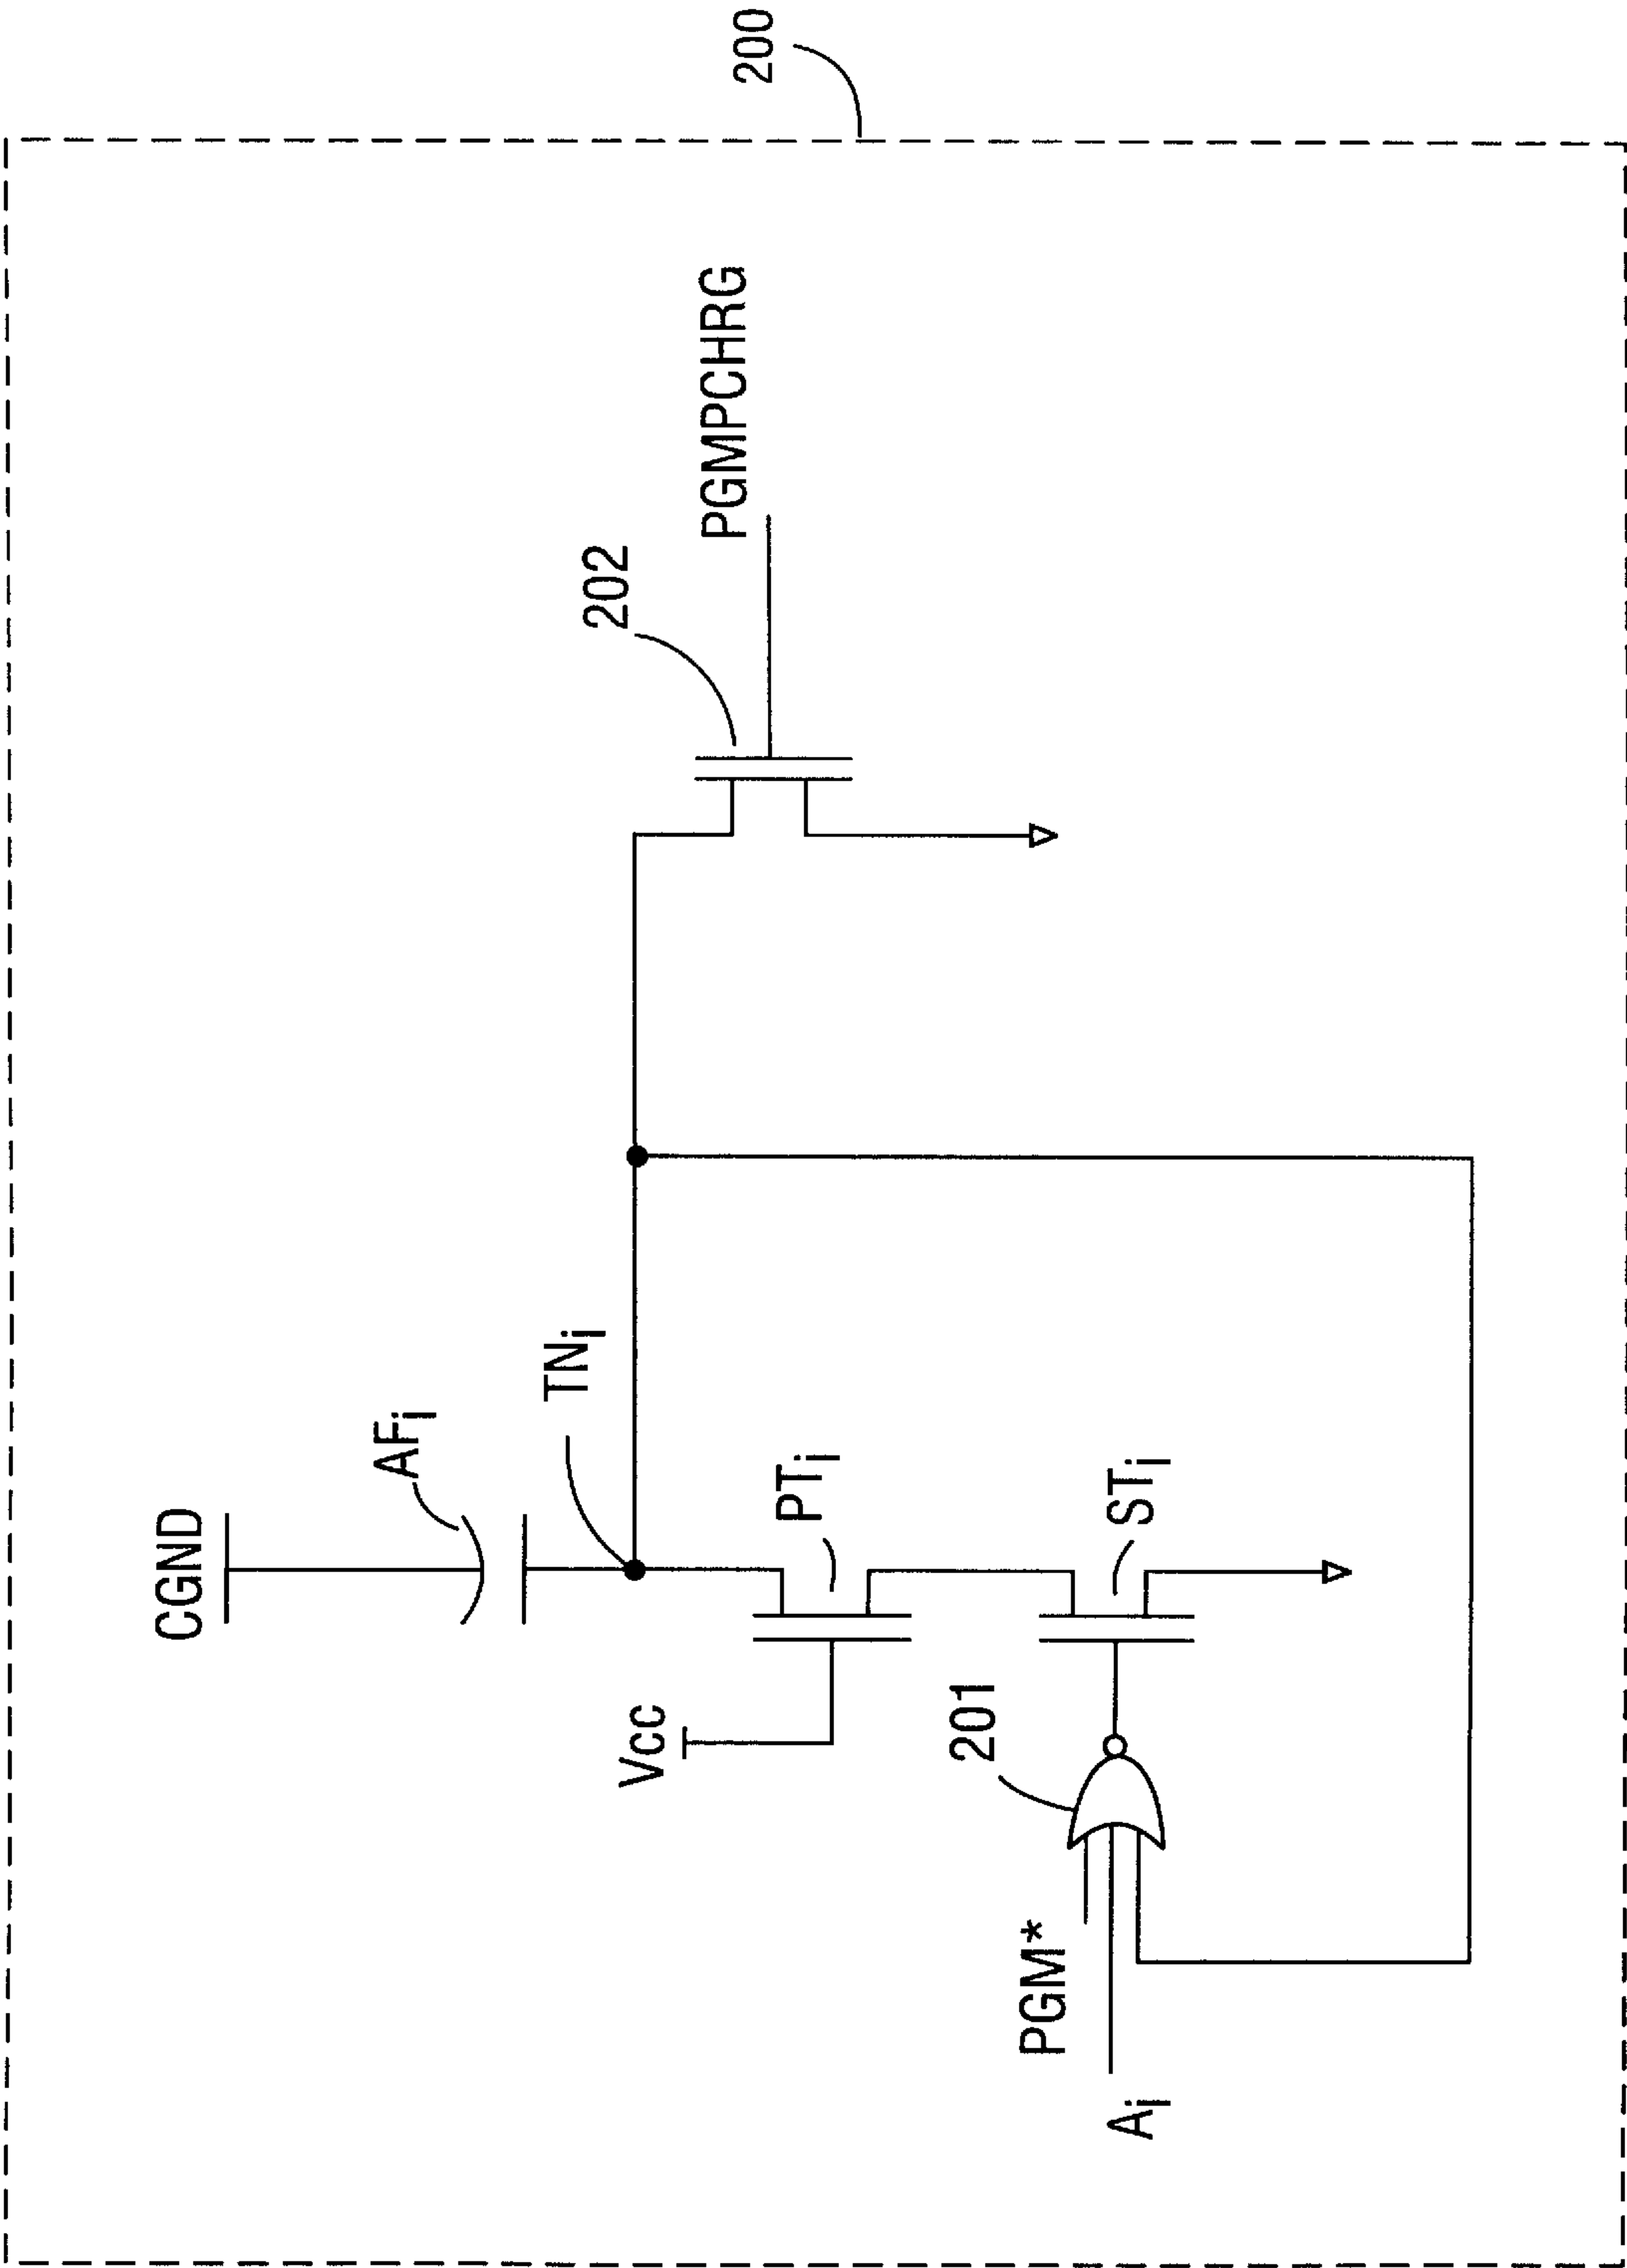 200
CGND
AFi
TNi
PGMPCHRG
202
Vcc
PTi
201
STi
PGM*
Ai